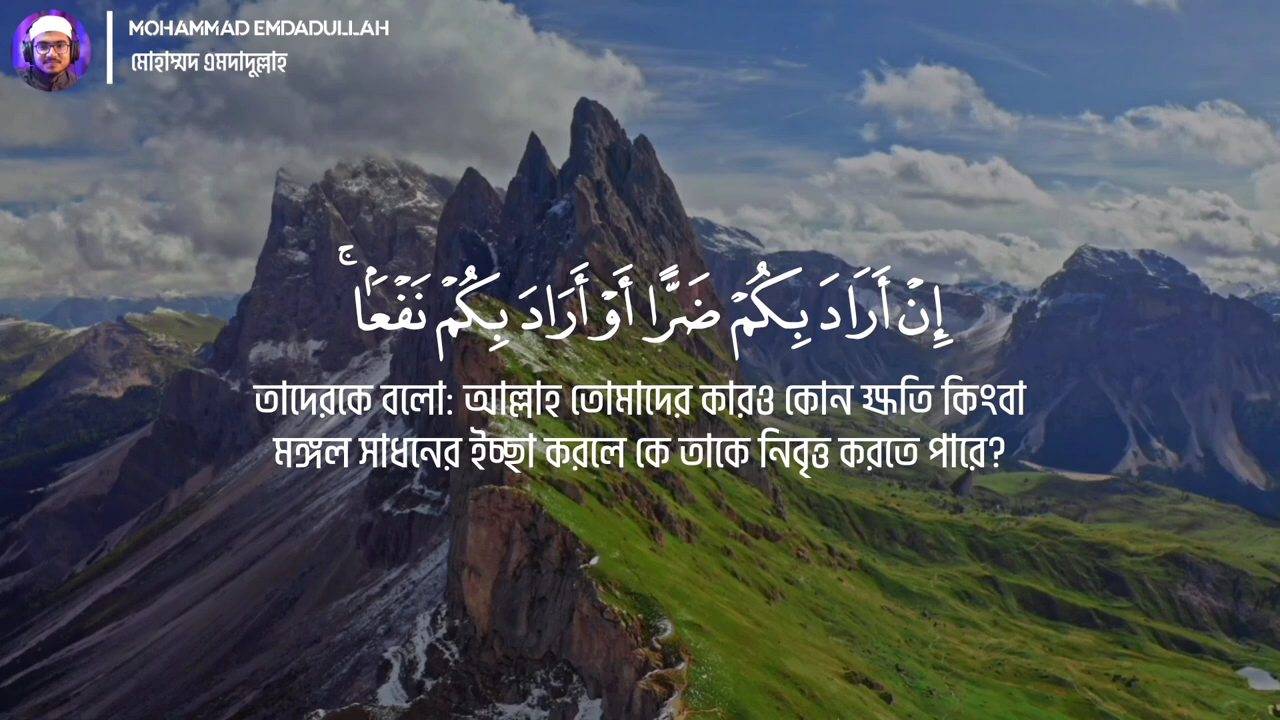 MOHAMMAD EMDADULLAH
মোহাম্মদ এমদাদুল্লাহ
إِنۡ أَرَادَ بِكُمۡ ضَرًّا أَوۡ أَرَادَ بِكُمۡ نَفۡعَۢاۚ
তাদেরকে বলো: আল্লাহ তোমাদের কারও কোন ক্ষতি কিংবা
মঙ্গল সাধনের ইচ্ছা করলে কে তাকে নিবৃত্ত করতে পারে?